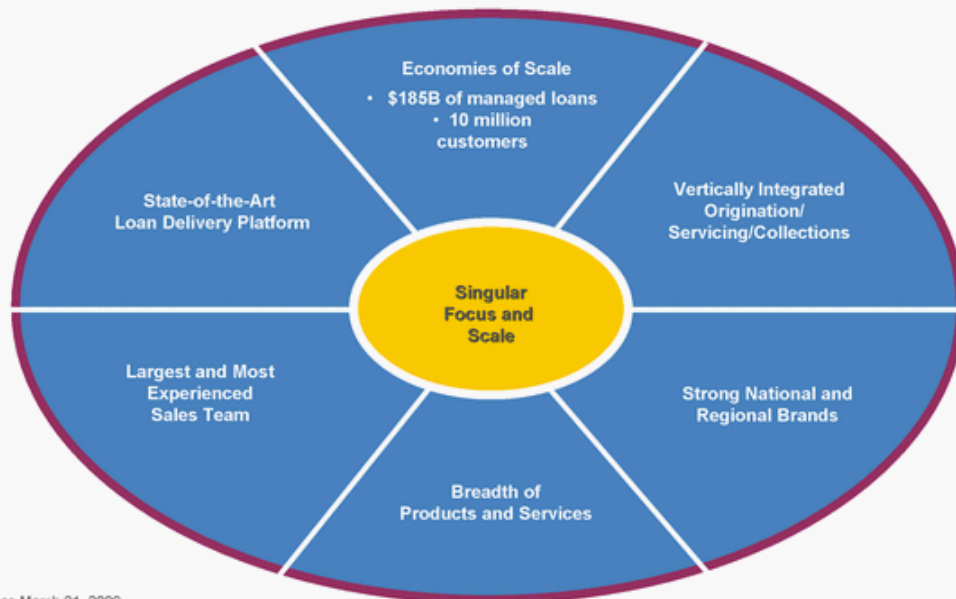 Economies of Scale
• $185B of managed loans
• 10 million
customers
Vertically Integrated
Origination/
Servicing/Collections
Strong National and
Regional Brands
Breadth of
Products and Services
Largest and Most
Experienced
Sales Team
State-of-the-Art
Loan Delivery Platform
Singular
Focus and
Scale
March 31,